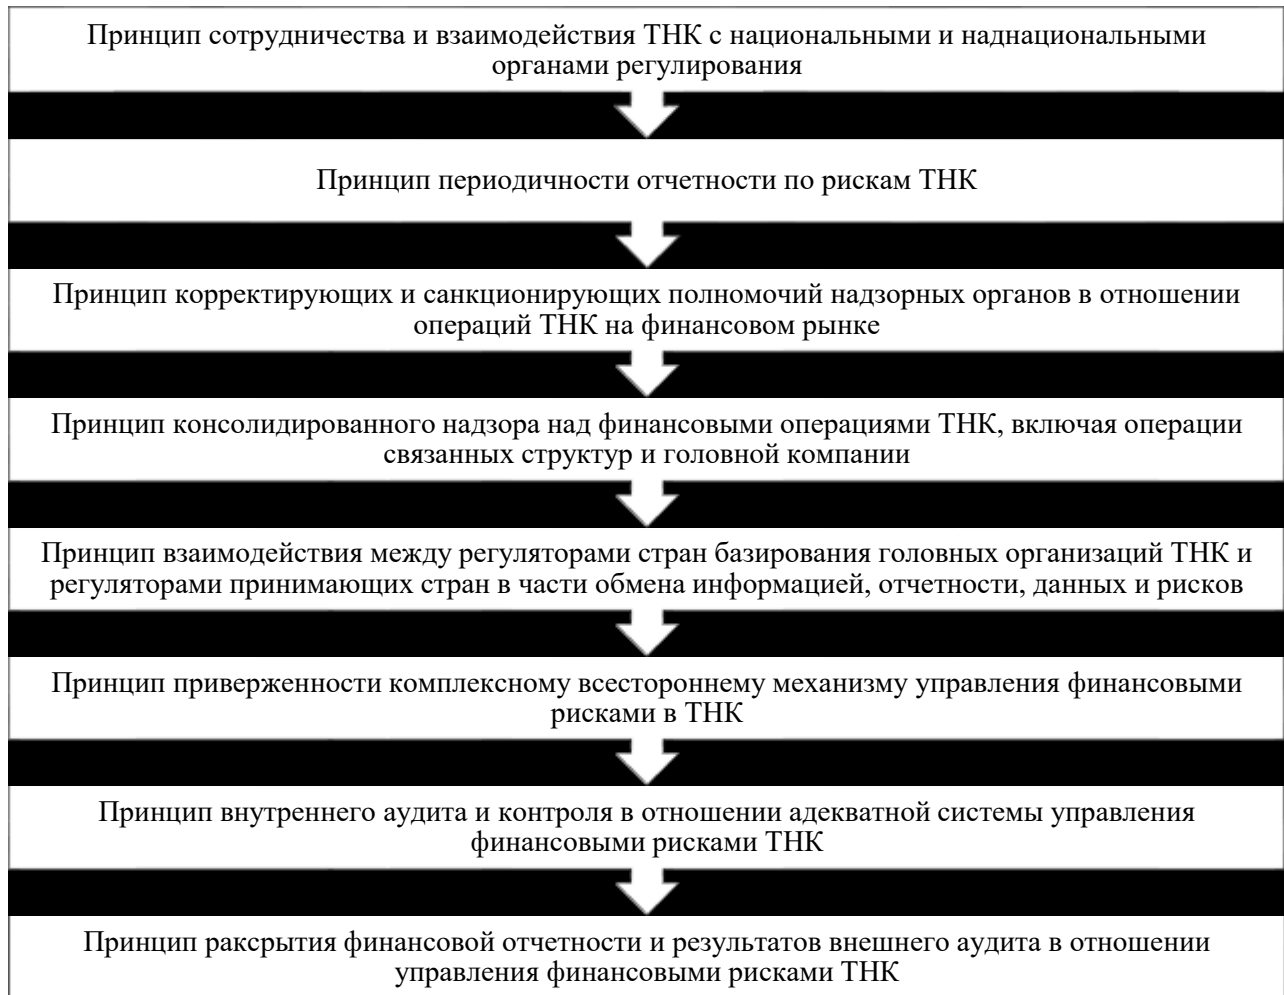 Принцип сотрудничества и взаимодействия ТНК с национальными и наднациональными
органами регулирования
Принцип периодичности отчетности по рискам ТНК
Принцип корректирующих и санкционирующих полномочий надзорных органов в отношении
операций ТНК на финансовом рынке
Принцип консолидированного надзора над финансовыми операциями ТНК, включая операции
связанных структур и головной компании
Принцип взаимодействия между регуляторами стран базирования головных организаций ТНК и
регуляторами принимающих стран в части обмена информацией, отчетности, данных и рисков
Принцип приверженности комплексному всестороннему механизму управления финансовыми
рисками в ТНК
Принцип внутреннего аудита и контроля в отношении адекватной системы управления
финансовыми рисками ТНК
Принцип раксрытия финансовой отчетности и результатов внешнего аудита в отношении
управления финансовыми рисками ТНК